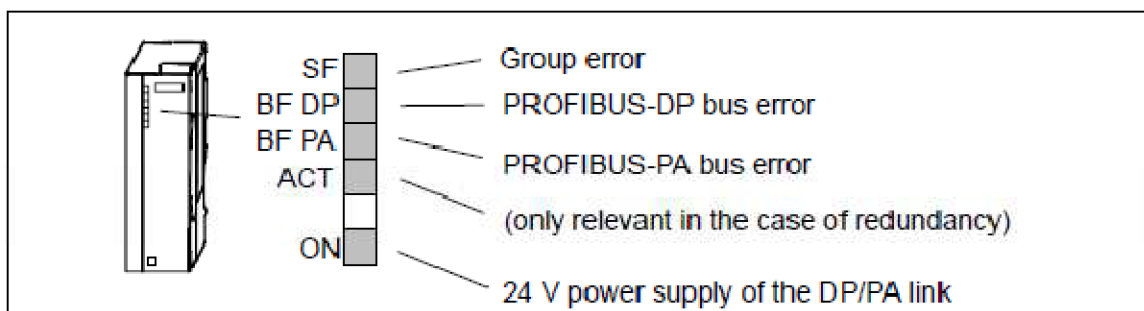 SF Group error
BF DP PROFIBUS-DP bus error
BF PA PROFIBUS-PA bus error
ACT (only relevant in the case of redundancy)
ON 24 V power supply of the DP/PA link